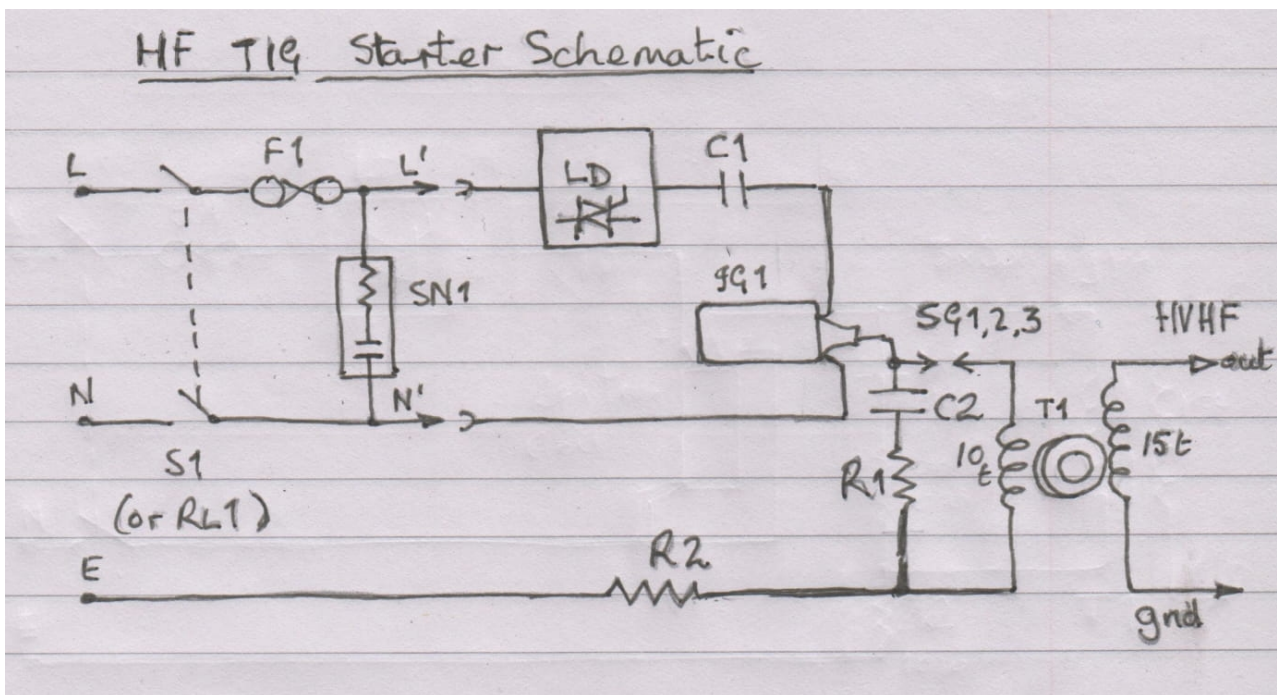 HF TIG Starter Schematic
L
F1
L'
LD
C1
SN1
IG1
SG1,2,3
HVHF
out
N
N'
C2
T1
S1
(or RL1)
R1
10t
15t
R2
E
gnd